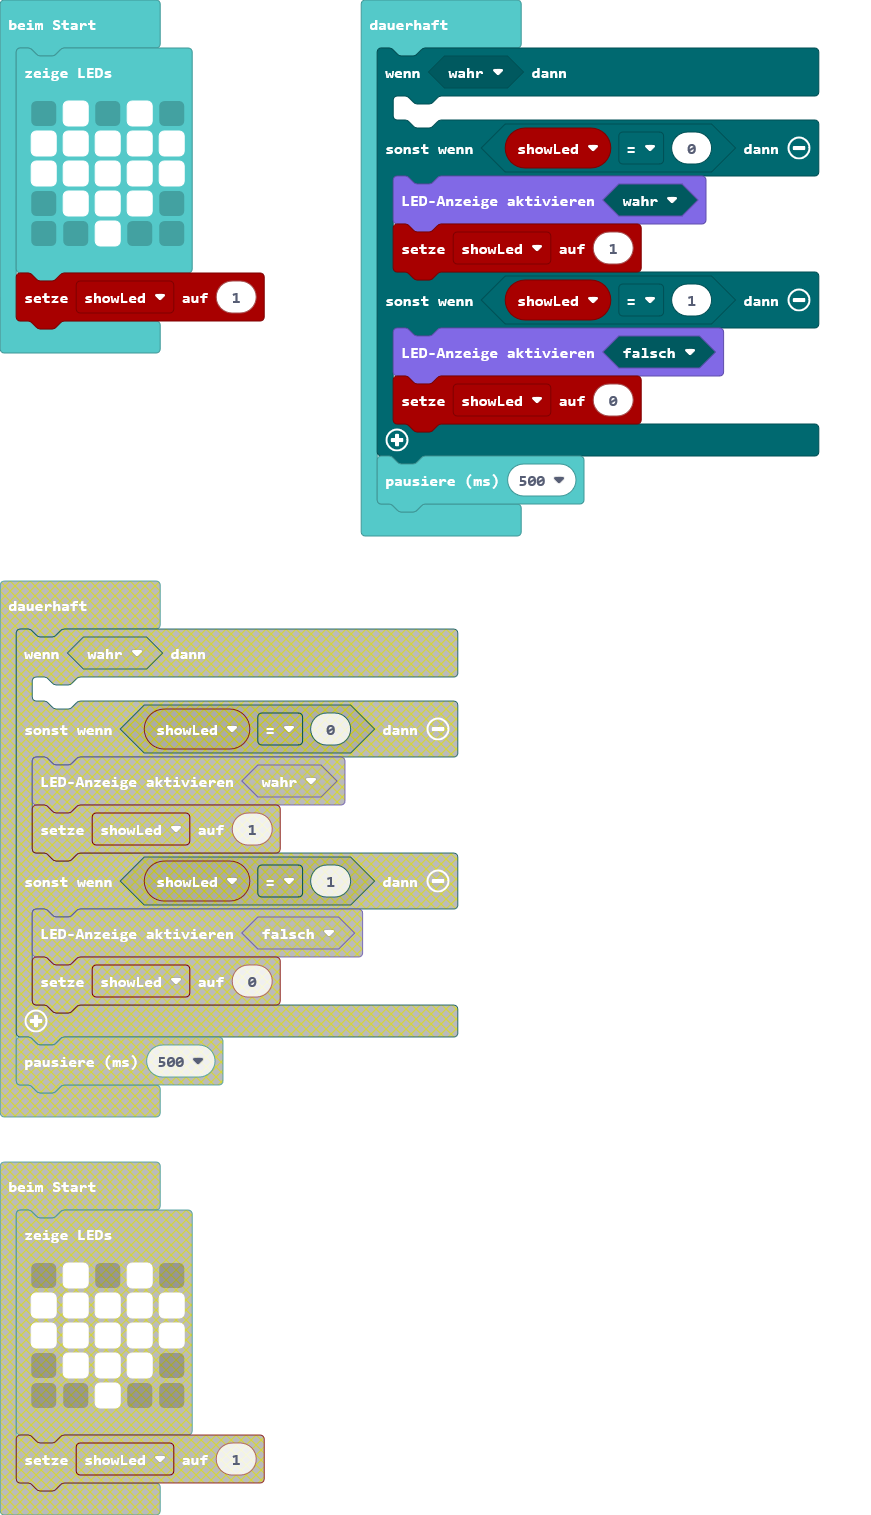 beim Start
zeige LEDs
setze showLed auf 1
dauerhaft
wenn wahr dann
sonst wenn showLed = 0 dann
LED-Anzeige aktivieren wahr
setze showLed auf 1
sonst wenn showLed = 1 dann
LED-Anzeige aktivieren falsch
setze showLed auf 0
pausiere (ms) 500
dauerhaft
wenn wahr dann
sonst wenn showLed = 0 dann
LED-Anzeige aktivieren wahr
setze showLed auf 1
sonst wenn showLed = 1 dann
LED-Anzeige aktivieren falsch
setze showLed auf 0
pausiere (ms) 500
beim Start
zeige LEDs
setze showLed auf 1